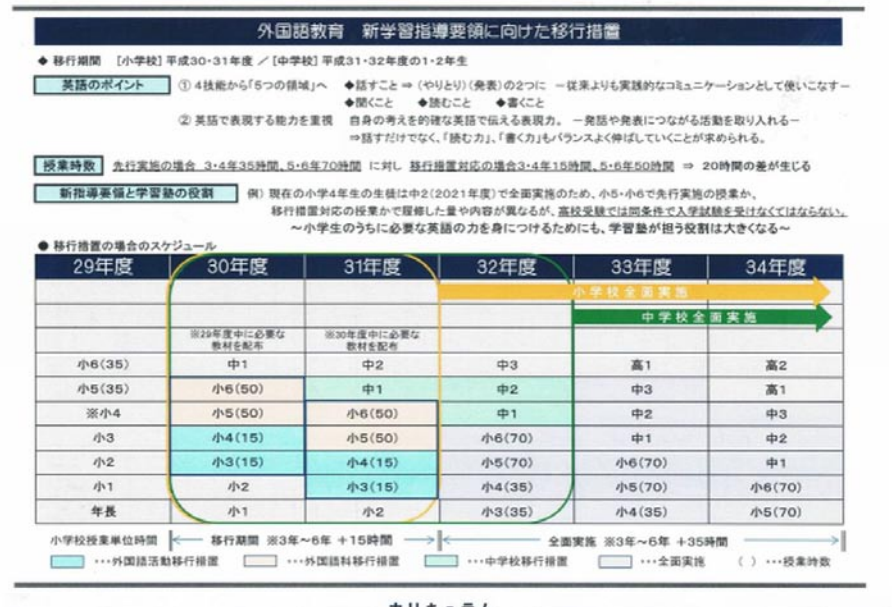 外国語教育　新学習指導要領に向けた移行措置
◆ 移行期間　[小学校] 平成30・31年度 ／ [中学校] 平成31・32年度の1・2年生
英語のポイント　① 4技能から「5つの領域」へ　◆話すこと ⇒ (やりとり)(発表)の2つに　－従来よりも実践的なコミュニケーションとして使いこなす－
◆聞くこと　◆読むこと　◆書くこと
② 英語で表現する能力を重視　自身の考えを的確な英語で伝える表現力。　－発話や発表につながる活動を取り入れる－
⇒話すだけでなく、「読む力」、「書く力」もバランスよく伸ばしていくことが求められる。
授業時数　先行実施の場合　3・4年35時間、5・6年70時間　に対し　移行措置対応の場合3・4年15時間、5・6年50時間　⇒　20時間の差が生じる
新指導要領と学習塾の役割　例）現在の小学4年生の生徒は中2(2021年度)で全面実施のため、小5・小6で先行実施の授業か、
移行措置対応の授業かで履修した量や内容が異なるが、高校受験では同条件で入学試験を受けなくてはならない。
～小学生のうちに必要な英語の力を身につけるためにも、学習塾が担う役割は大きくなる～
● 移行措置の場合のスケジュール
29年度　30年度　31年度　32年度　33年度　34年度
小学校全面実施
中学校全面実施
※29年度中に必要な　※30年度中に必要な
教材を配布　教材を配布
小6(35)　中1　中2　中3　高1　高2
小5(35)　小6(50)　中1　中2　中3　高1
※小4　小5(50)　小6(50)　中1　中2　中3
小3　小4(15)　小5(50)　小6(70)　中1　中2
小2　小3(15)　小4(15)　小5(70)　小6(70)　中1
小1　小2　小3(15)　小4(35)　小5(70)　小6(70)
年長　小1　小2　小3(35)　小4(35)　小5(70)
小学校授業単位時間　移行期間　※3年～6年　＋15時間　全面実施　※3年～6年　＋35時間
･･･外国語活動移行措置　･･･外国語科移行措置　･･･中学校移行措置　･･･全面実施　( )　･･･授業時数